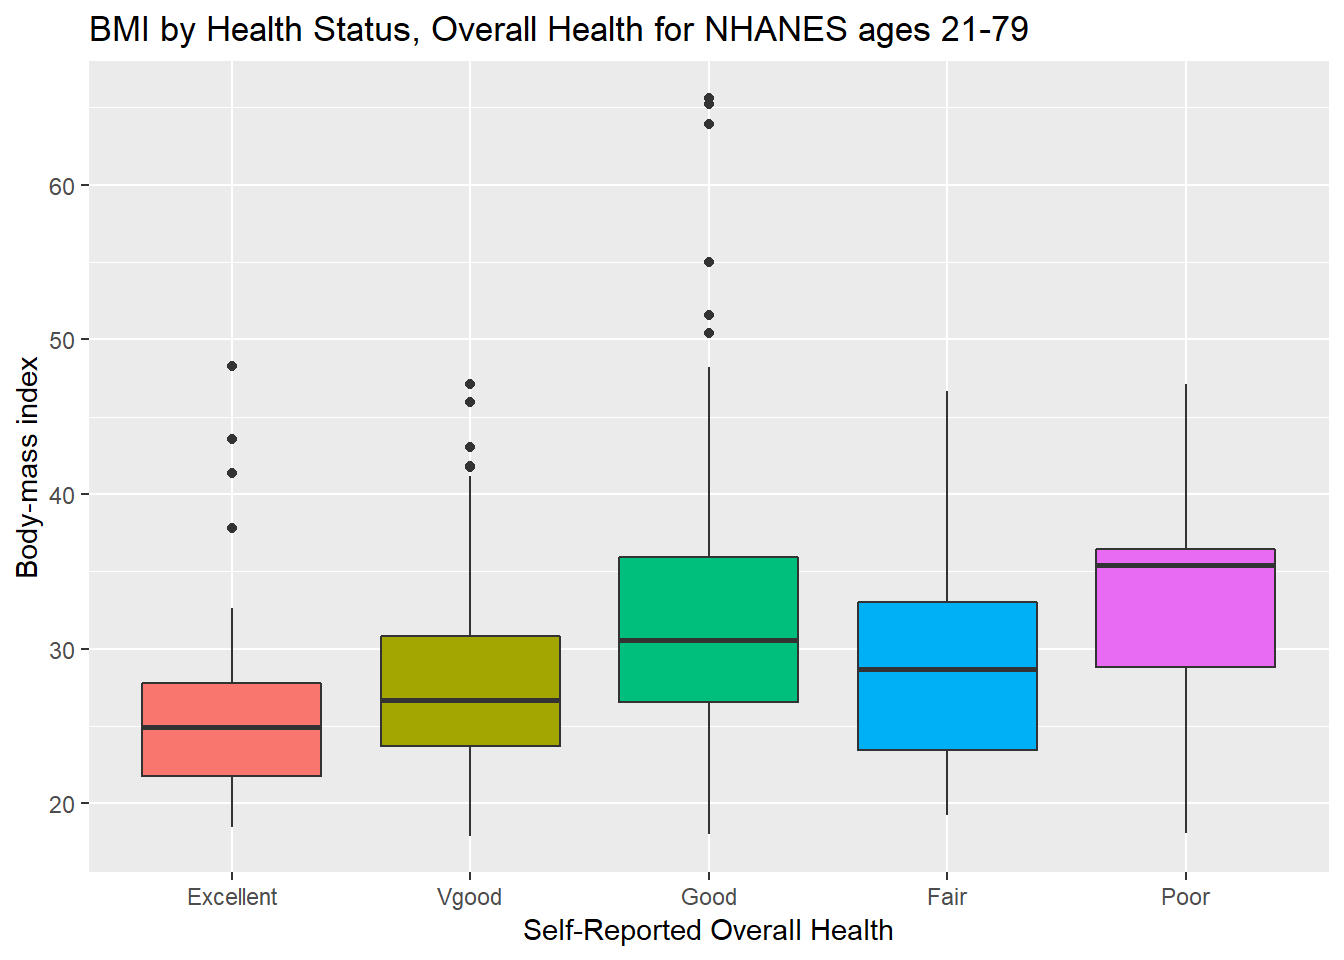 BMI by Health Status, Overall Health for NHANES ages 21-79
Body-mass index
60
50
40
30
20
Excellent Vgood Good Fair Poor
Self-Reported Overall Health